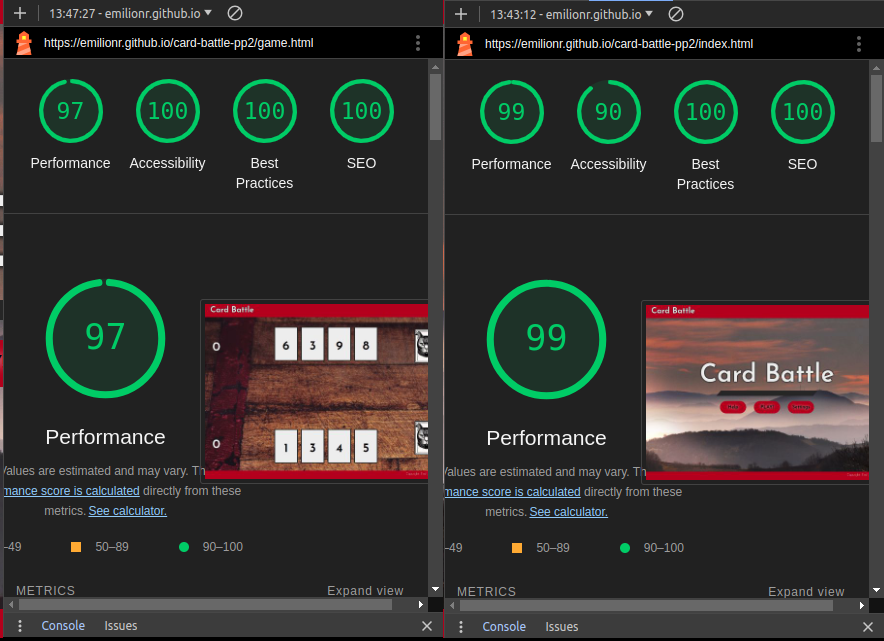 13:47:27 - emilionr.github.io
https://emilionr.github.io/card-battle-pp2/game.html
97
100
100
100
Performance
Accessibility
Best
Practices
SEO
97
Performance
Card Battle
0
6
3
9
8
0
1
3
4
5
Values are estimated and may vary.
mance score is calculated directly from these
metrics. See calculator.
–49
50–89
90–100
METRICS
Expand view
Console
Issues
13:43:12 - emilionr.github.io
https://emilionr.github.io/card-battle-pp2/index.html
99
90
100
100
Performance
Accessibility
Best
Practices
SEO
99
Performance
Card Battle
Card Battle
Values are estimated and may vary.
mance score is calculated directly from these
metrics. See calculator.
–49
50–89
90–100
METRICS
Expand view
Console
Issues